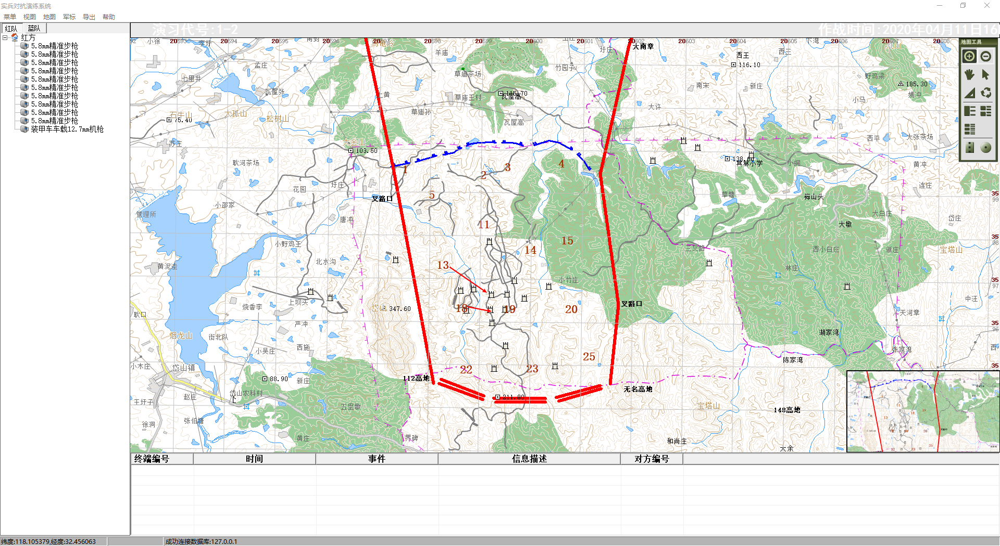 实兵对抗演练系统
菜单 视图 地图 军标 导出 帮助
红队 蓝队
红方
5.8mm精准步枪
5.8mm精准步枪
5.8mm精准步枪
5.8mm精准步枪
5.8mm精准步枪
5.8mm精准步枪
5.8mm精准步枪
5.8mm精准步枪
5.8mm精准步枪
5.8mm精准步枪
装甲车车载12.7mm机枪
演习代号:1-2
作战时间:2020年04月11日16
小徐 20593 李圩 20594 20595 20596 20598 20599 20600 20601 20602 20603 20604 20605 下湾 20606 20607 20608
地图工具
羊庙
圩庄
大南章
西王
西三
116.10
孟庄
竹园子
七里井
草庙茶场
野鸡梁
185.30
南宋
新庄
瓦屋张
上黄
草庙王村
瓦屋高
姚冲
小马
石牛山
75.40
大孤山
松树山
草庙孙
大许
瓦屋高
苏庄
大金山
103.50
西平
大张茶场
耿河茶场
138.60
其林小学
小拥
黄冲
1
2
3
4
花园
圩庄
叉路口
5
连庄
35
99
小邵家
草塘
梅山头
管理所
唐冲
大白庄
岱庄
11
大墩
35
98
小野鸡王
15
14
三叉路
西小白庄
渐庄
宝塔山
黄泥洼
北水沟
13
林庄
小竹庄
35
97
上坝头
烧香李
岱山
347.60
18
19
20
叉路口
中汪
耿口
天河章
严冲
35
96
烟龙山
街北队
湖家湾
小吴庄
西施
张家湾
25
陈家湾
小木庄
岱山镇
22
23
35
88.90
新庄
112高地
无名高地
岱山农科村
赵庄
211.80
王圩子
五里墩
宝塔山
148高地
张伯塘
徐洞
黄庄
界碑
和尚庄
大余
终端编号 时间 事件 信息描述 对方编号
纬度:118.105379,经度:32.456063 成功连接数据库:127.0.0.1